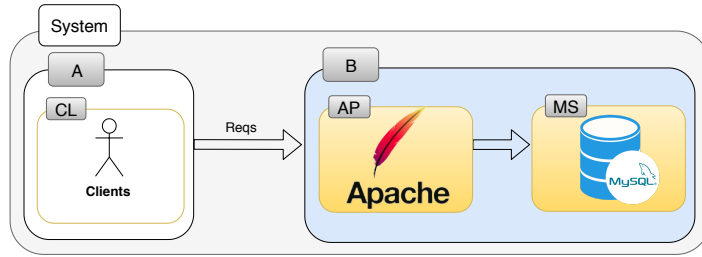 System
A
B
CL
Clients
Reqs
AP
Apache
MS
MySQL